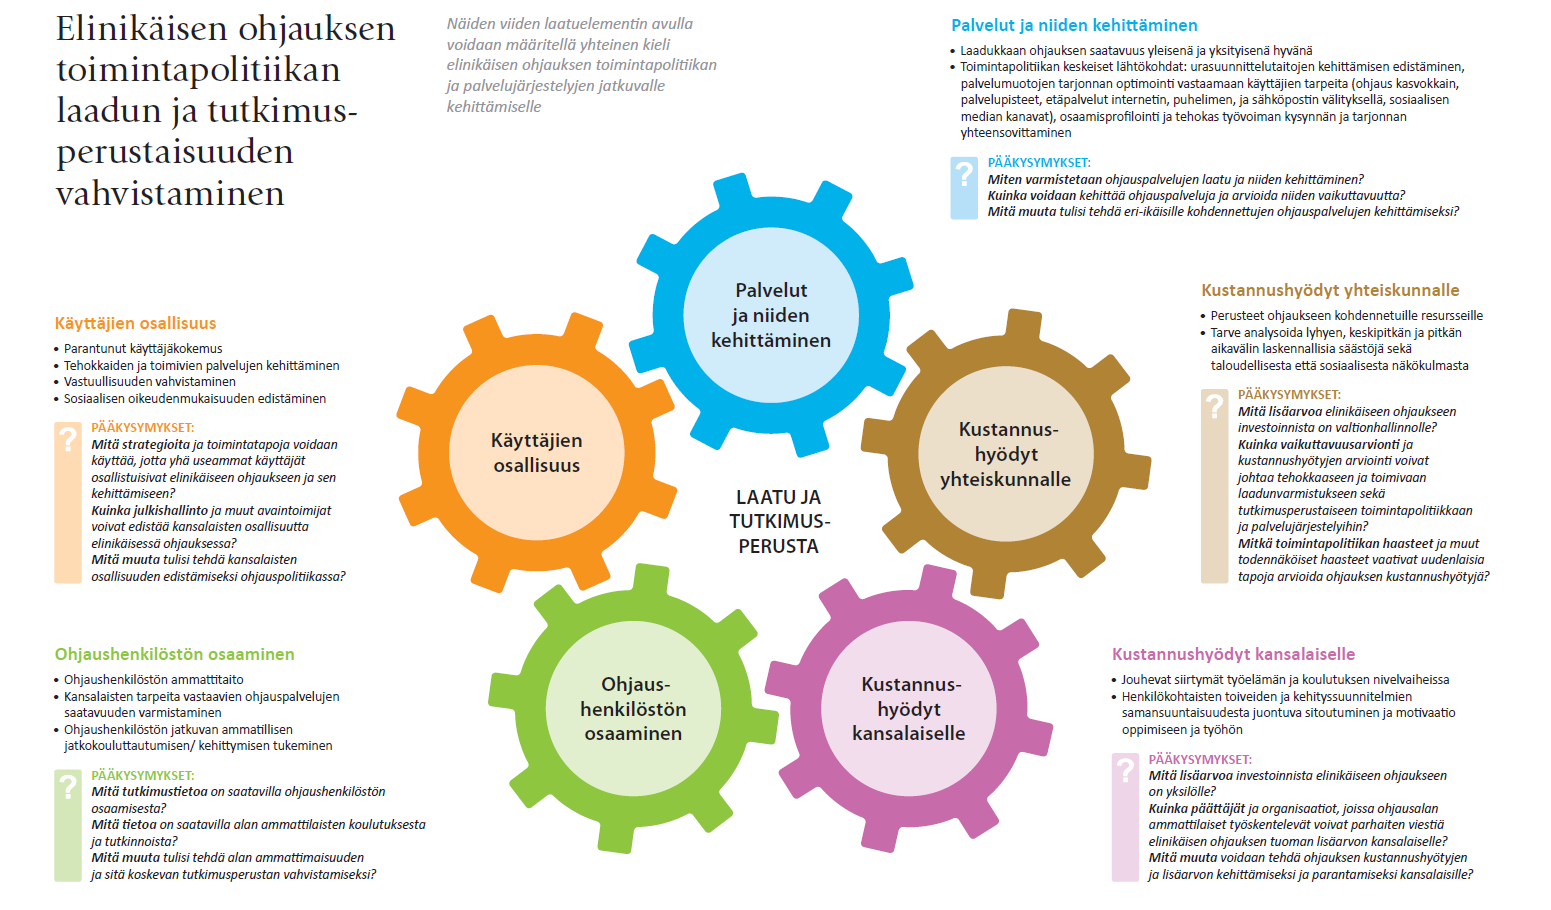 Elinikäisen ohjauksen
toimintapolitiikan
laadun ja tutkimus-
perustaisuuden
vahvistaminen
Näiden viiden laatuelementin avulla
voidaan määritellä yhteinen kieli
elinikäisen ohjauksen toimintapolitiikan
ja palvelujärjestelyjen jatkuvalle
kehittämiselle
Palvelut ja niiden kehittäminen
• Laadukkaan ohjauksen saatavuus yleisenä ja yksityisenä hyvänä
• Toimintapolitiikan keskeiset lähtökohdat: urasuunnittelutaitojen kehittämisen edistäminen,
palvelumuotojen tarjonnan optimointi vastaamaan käyttäjien tarpeita (ohjaus kasvokkain,
palvelupisteet, etäpalvelut internetin, puhelimen, ja sähköpostin välityksellä, sosiaalisen
median kanavat), osaamisprofilointi ja tehokas työvoiman kysynnän ja tarjonnan
yhteensovittaminen
?
PÄÄKYSYMYKSET:
Miten varmistetaan ohjauspalvelujen laatu ja niiden kehittäminen?
Kuinka voidaan kehittää ohjauspalveluja ja arvioida niiden vaikuttavuutta?
Mitä muuta tulisi tehdä eri-ikäisille kohdennettujen ohjauspalvelujen kehittämiseksi?
Palvelut
ja niiden
kehittäminen
Käyttäjien osallisuus
• Parantunut käyttäjäkokemus
• Tehokkaiden ja toimivien palvelujen kehittäminen
• Vastuullisuuden vahvistaminen
• Sosiaalisen oikeudenmukaisuuden edistäminen
?
PÄÄKYSYMYKSET:
Mitä strategioita ja toimintatapoja voidaan
käyttää, jotta yhä useammat käyttäjät
osallistuisivat elinikäiseen ohjaukseen ja sen
kehittämiseen?
Kuinka julkishallinto ja muut avaintoimijat
voivat edistää kansalaisten osallisuutta
elinikäisessä ohjauksessa?
Mitä muuta tulisi tehdä kansalaisten
osallisuuden edistämiseksi ohjauspolitiikassa?
Käyttäjien
osallisuus
LAATU JA
TUTKIMUS-
PERUSTA
Kustannus-
hyödyt
yhteiskunnalle
Kustannushyödyt yhteiskunnalle
• Perusteet ohjaukseen kohdennetuille resursseille
• Tarve analysoida lyhyen, keskipitkän ja pitkän
aikavälin laskennallisia säästöjä sekä
taloudellisesta että sosiaalisesta näkökulmasta
?
PÄÄKYSYMYKSET:
Mitä lisäarvoa elinikäiseen ohjaukseen
investoinnista on valtionhallinnolle?
Kuinka vaikuttavuusarvionti ja
kustannushyötyjen arviointi voivat
johtaa tehokkaaseen ja toimivaan
laadunvarmistukseen sekä
tutkimusperustaiseen toimintapolitiikkaan
ja palvelujärjestelyihin?
Mitkä toimintapolitiikan haasteet ja muut
todennäköiset haasteet vaativat uudenlaisia
tapoja arvioida ohjauksen kustannushyötyjä?
Ohjaushenkilöstön osaaminen
• Ohjaushenkilöstön ammattitaito
• Kansalaisten tarpeita vastaavien ohjauspalvelujen
saatavuuden varmistaminen
• Ohjaushenkilöstön jatkuvan ammatillisen
jatkokouluttautumisen/ kehittymisen tukeminen
?
PÄÄKYSYMYKSET:
Mitä tutkimustietoa on saatavilla ohjaushenkilöstön
osaamisesta?
Mitä tietoa on saatavilla alan ammattilaisten koulutuksesta
ja tutkinnoista?
Mitä muuta tulisi tehdä alan ammattimaisuuden
ja sitä koskevan tutkimusperustan vahvistamiseksi?
Ohjaus-
henkilöstön
osaaminen
Kustannus-
hyödyt
kansalaiselle
Kustannushyödyt kansalaiselle
• Jouhevat siirtymät työelämän ja koulutuksen nivelvaiheissa
• Henkilökohtaisten toiveiden ja kehityssuunnitelmien
samansuuntaisuudesta juontuva sitoutuminen ja motivaatio
oppimiseen ja työhön
?
PÄÄKYSYMYKSET:
Mitä lisäarvoa investoinnista elinikäiseen ohjaukseen
on yksilölle?
Kuinka päättäjät ja organisaatiot, joissa ohjausalan
ammattilaiset työskentelevät voivat parhaiten viestiä
elinikäisen ohjauksen tuoman lisäarvon kansalaiselle?
Mitä muuta voidaan tehdä ohjauksen kustannushyötyjen
ja lisäarvon kehittämiseksi ja parantamiseksi kansalaisille?